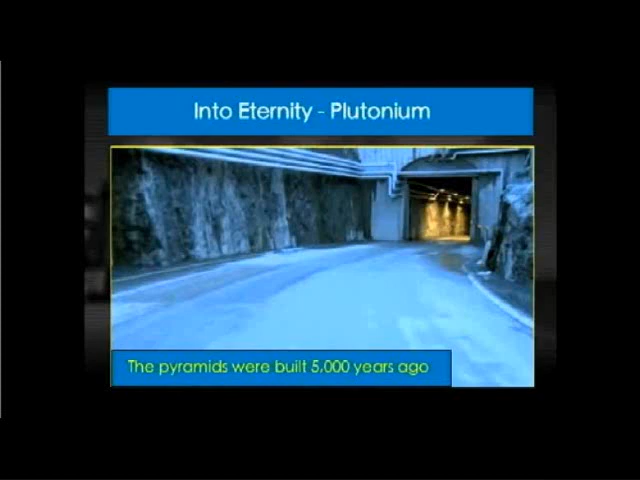 Into Eternity - Plutonium
The pyramids were built 5,000 years ago